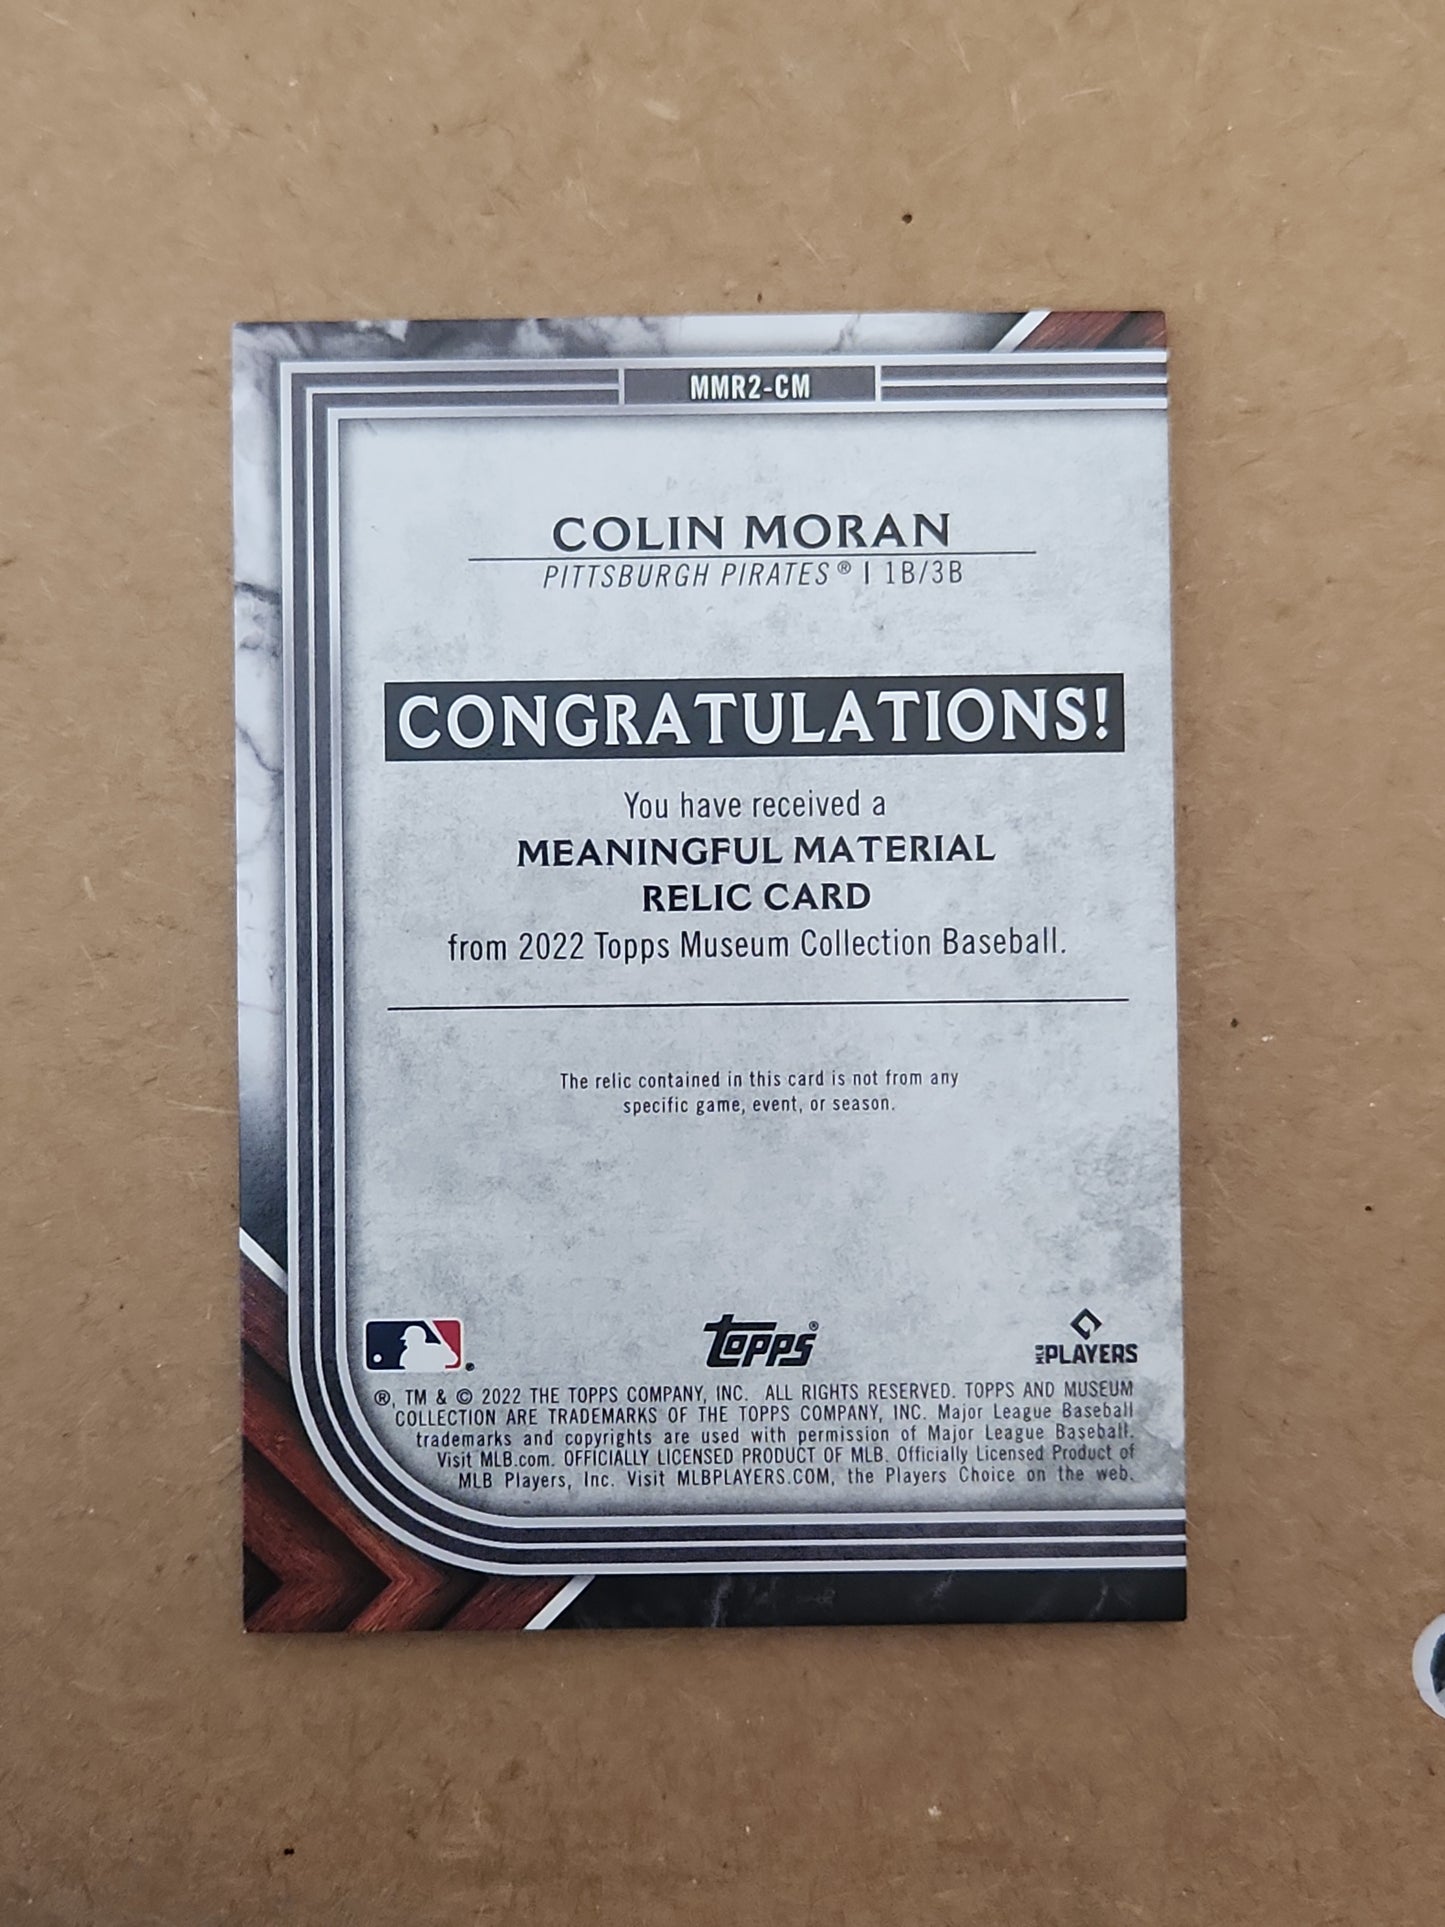 MMR2-CM
COLIN MORAN
PITTSBURGH PIRATES® | 1B/3B
CONGRATULATIONS!
You have received a
MEANINGFUL MATERIAL
RELIC CARD
from 2022 Topps Museum Collection Baseball.
The relic contained in this card is not from any
specific game, event, or season.
Topps® MLB PLAYERS
®, TM & © 2022 THE TOPPS COMPANY, INC. ALL RIGHTS RESERVED. TOPPS AND MUSEUM
COLLECTION ARE TRADEMARKS OF THE TOPPS COMPANY, INC. Major League Baseball
trademarks and copyrights are used with permission of Major League Baseball.
Visit MLB.com. OFFICIALLY LICENSED PRODUCT OF MLB. Officially Licensed Product of
MLB Players, Inc. Visit MLBPLAYERS.COM, the Players Choice on the web.